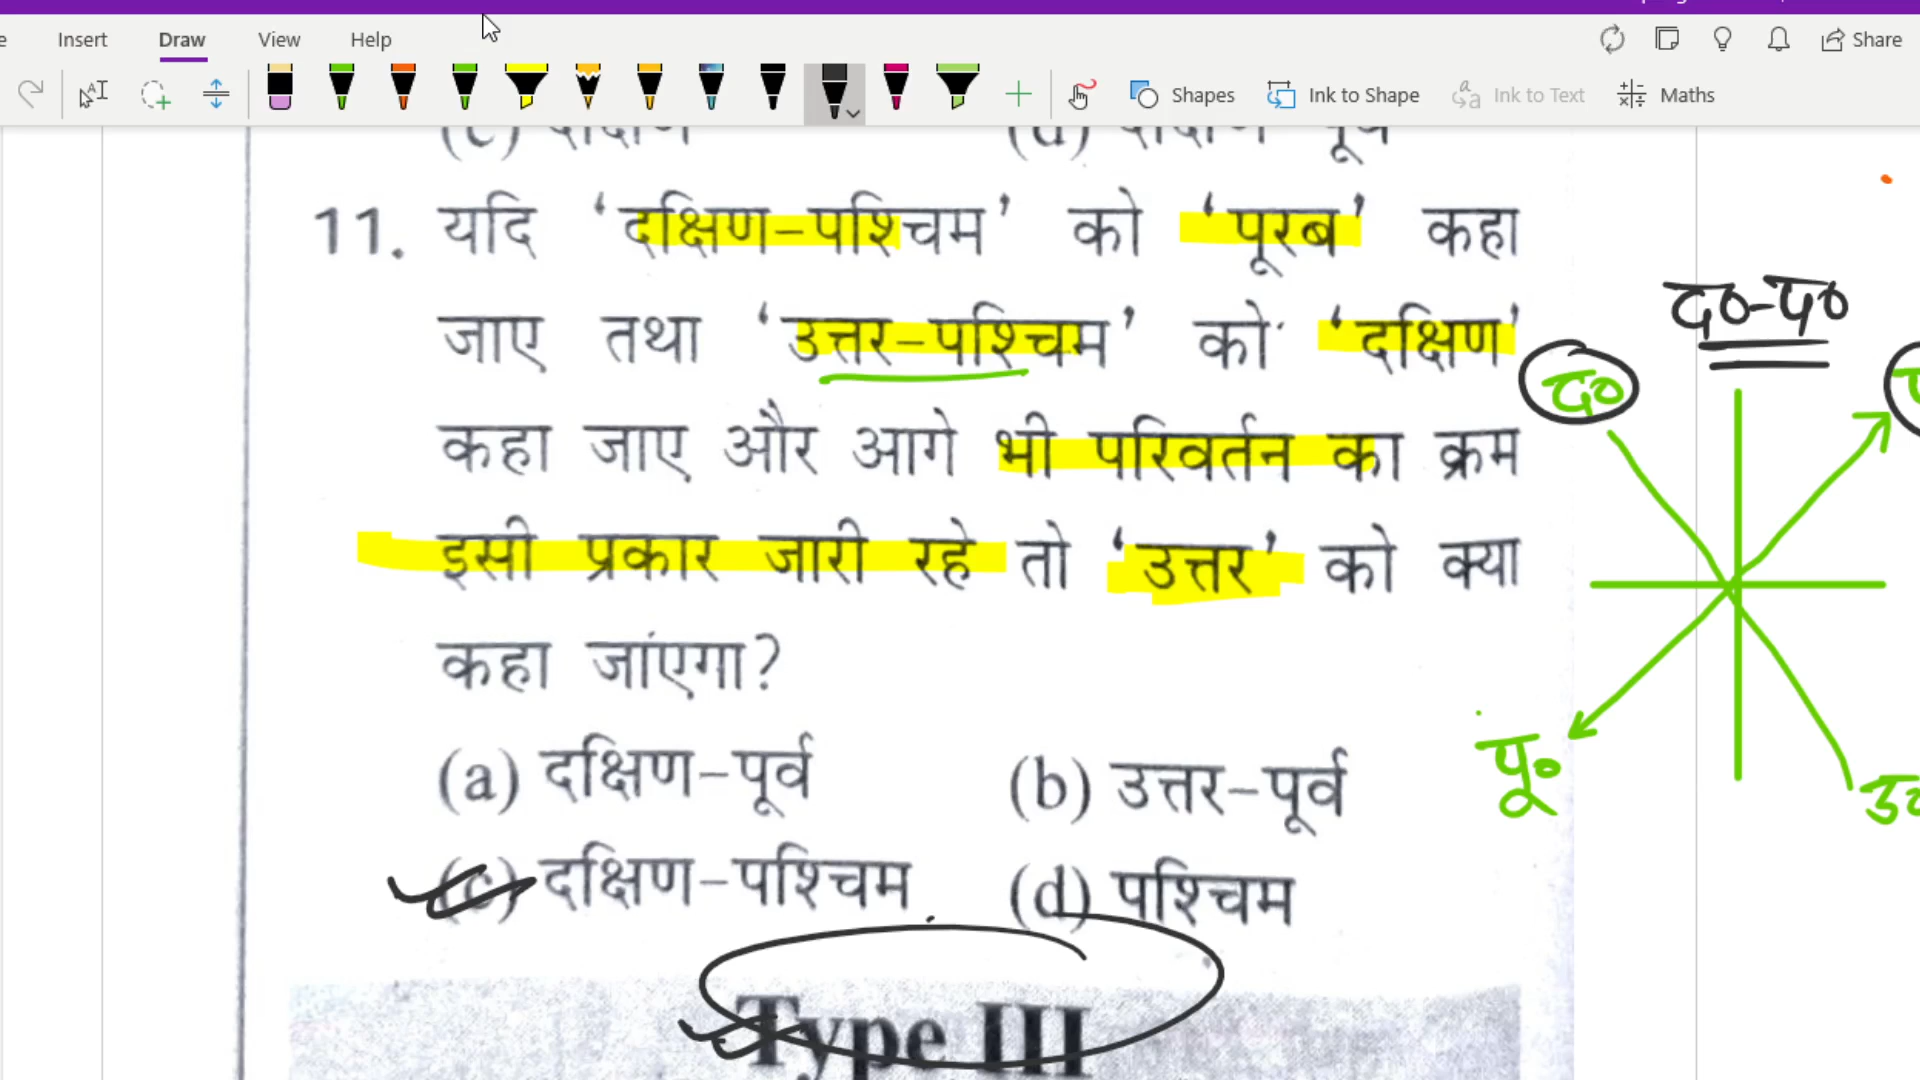 Insert Draw View Help Share
Shapes Ink to Shape Ink to Text Maths
11. यदि ‘दक्षिण-पश्चिम’ को ‘पूरब’ कहा
जाए तथा ‘उत्तर-पश्चिम’ को ‘दक्षिण’
कहा जाए और आगे भी परिवर्तन का क्रम
इसी प्रकार जारी रहे तो ‘उत्तर’ को क्या
कहा जाएगा?
(a) दक्षिण-पूर्व (b) उत्तर-पूर्व
(c) दक्षिण-पश्चिम (d) पश्चिम
Type III
द०-प०
द०
पू०